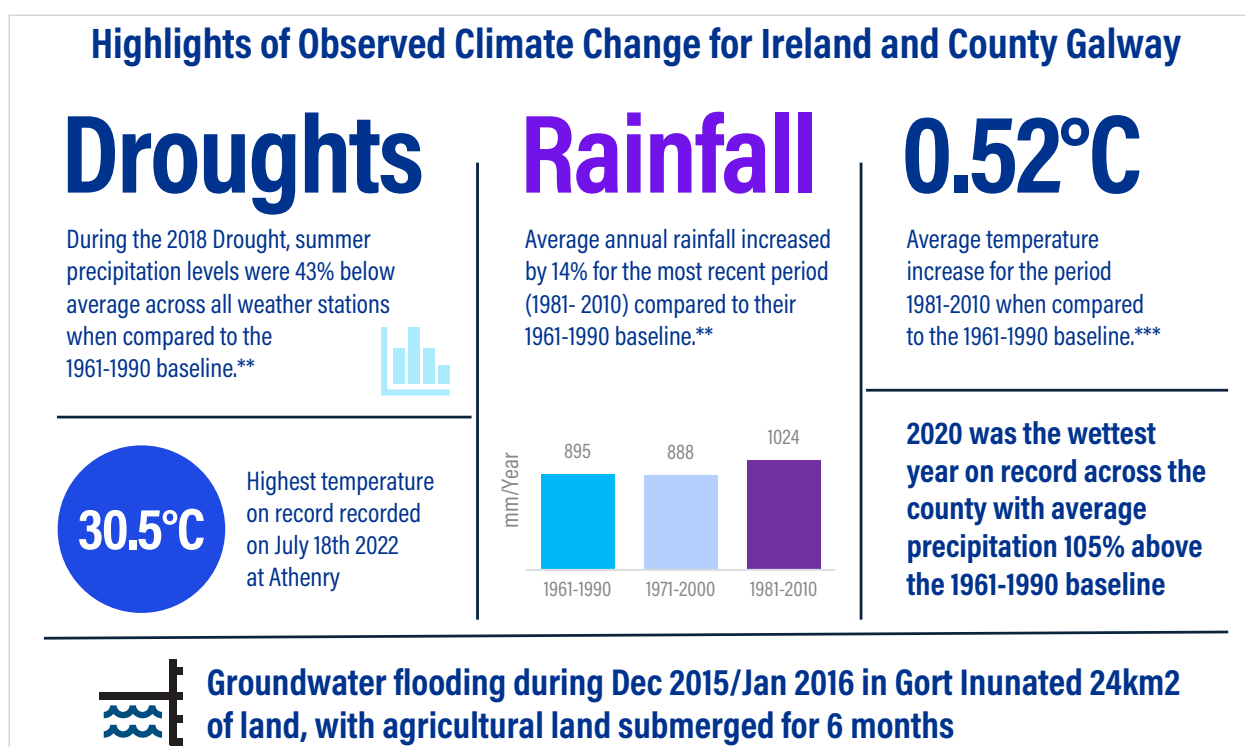 Highlights of Observed Climate Change for Ireland and County Galway
Droughts
During the 2018 Drought, summer
precipitation levels were 43% below
average across all weather stations
when compared to the
1961-1990 baseline.**
30.5°C
Highest temperature
on record recorded
on July 18th 2022
at Athenry
Rainfall
Average annual rainfall increased
by 14% for the most recent period
(1981- 2010) compared to their
1961-1990 baseline.**
mm/Year
895
888
1024
1961-1990
1971-2000
1981-2010
0.52°C
Average temperature
increase for the period
1981-2010 when compared
to the 1961-1990 baseline.***
2020 was the wettest
year on record across the
county with average
precipitation 105% above
the 1961-1990 baseline
Groundwater flooding during Dec 2015/Jan 2016 in Gort Inunated 24km2
of land, with agricultural land submerged for 6 months